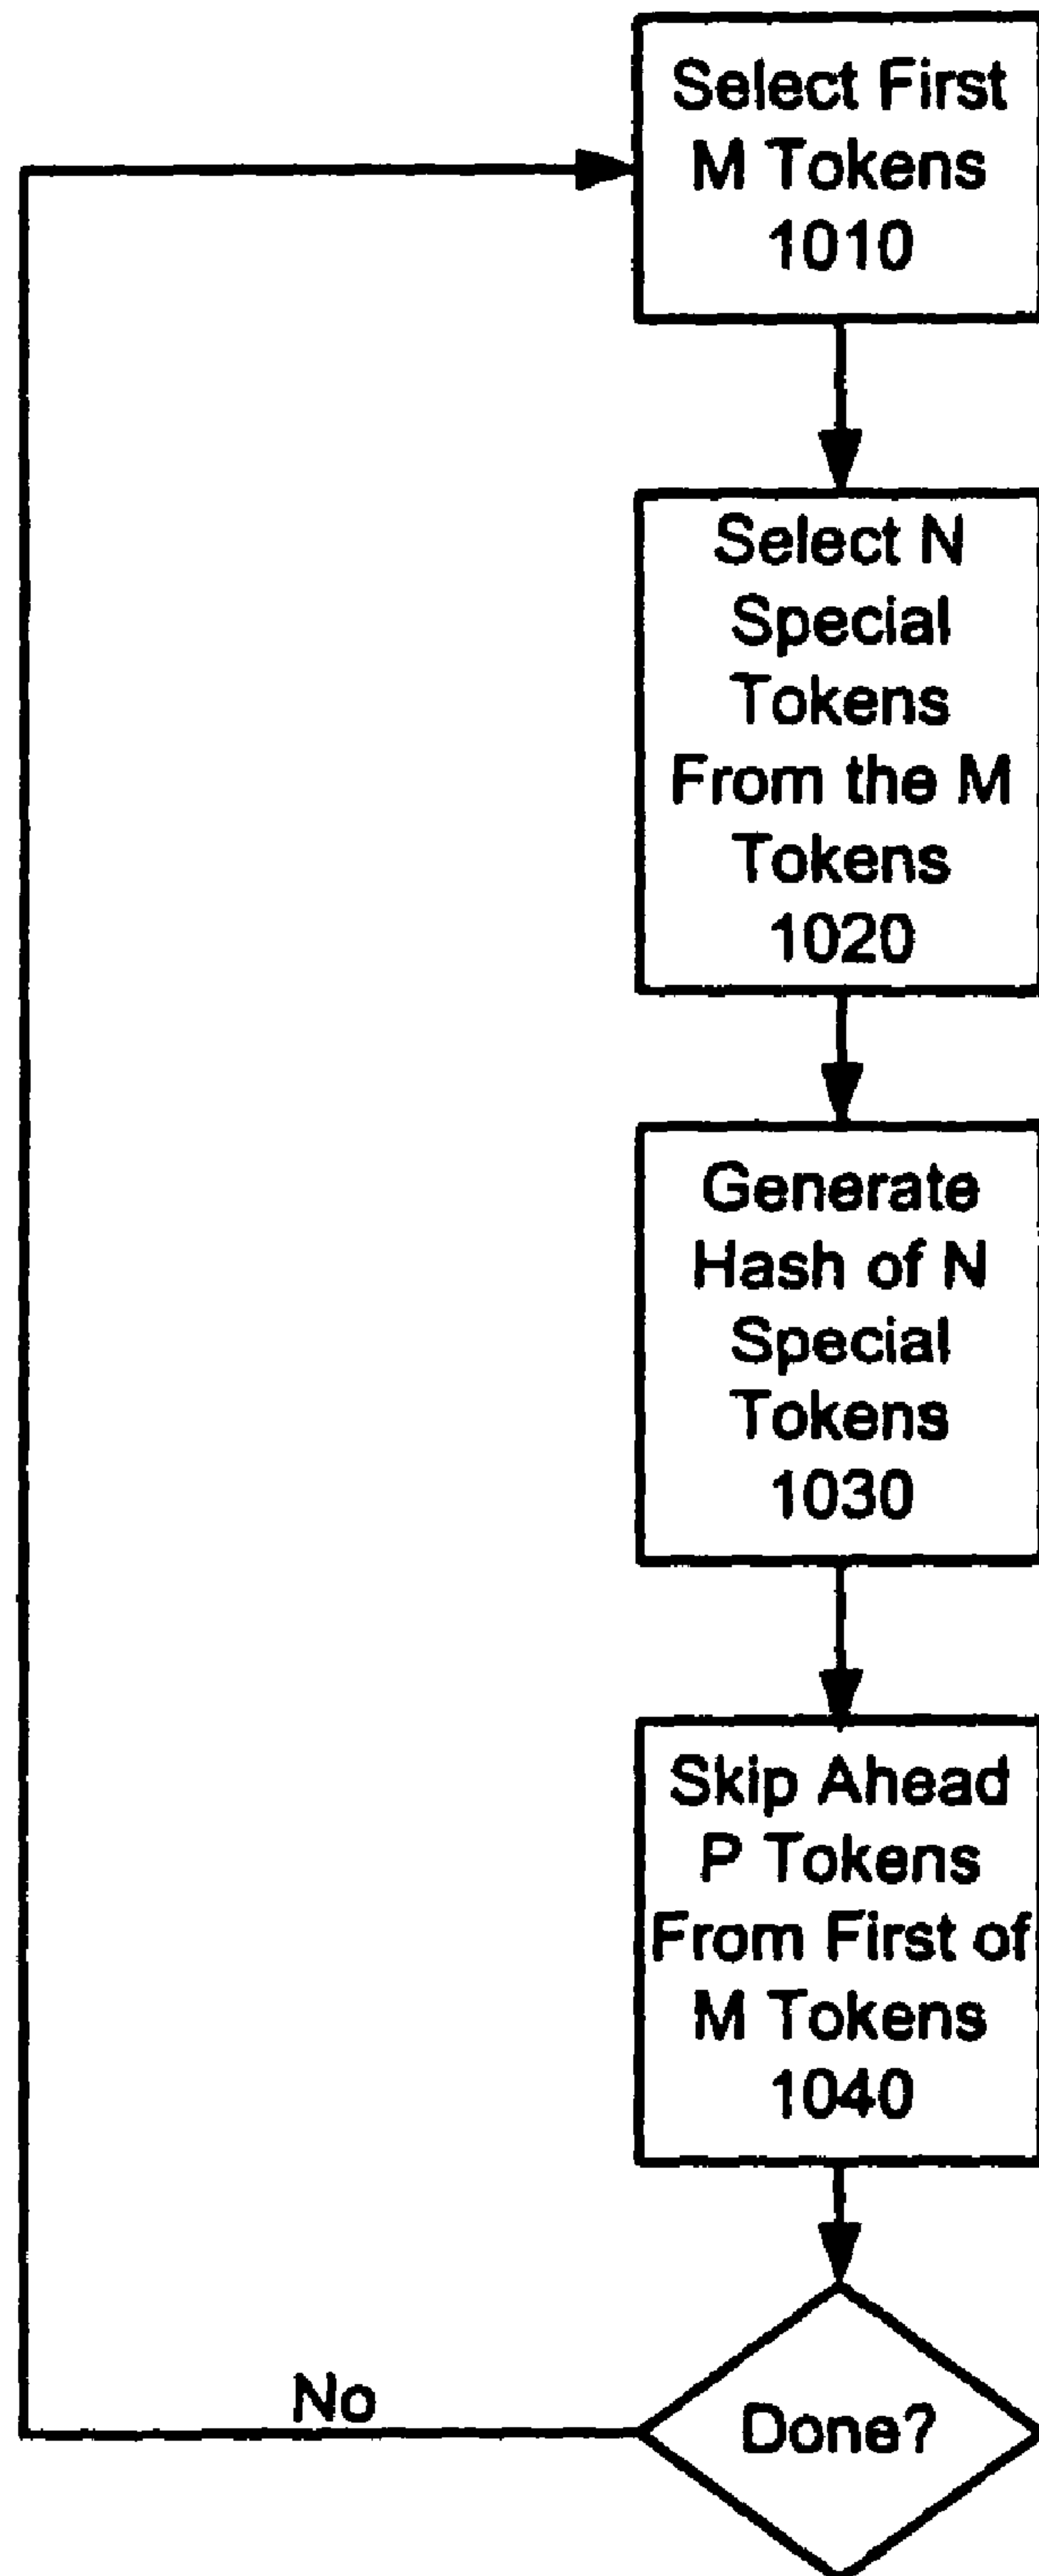 Select First
M Tokens
1010
Select N
Special
Tokens
From the M
Tokens
1020
Generate
Hash of N
Special
Tokens
1030
Skip Ahead
P Tokens
From First of
M Tokens
1040
No
Done?